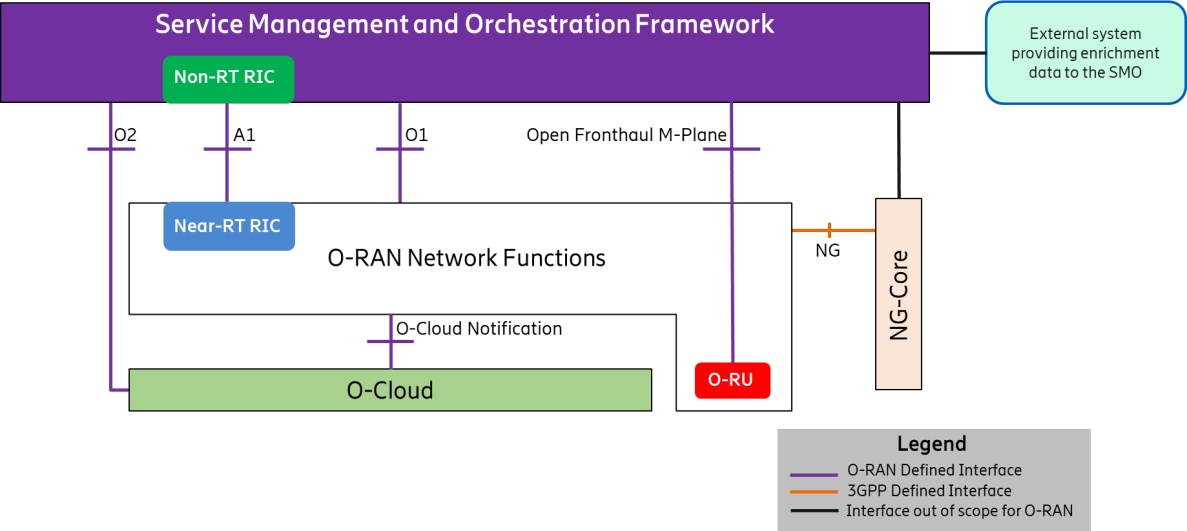 Service Management and Orchestration Framework
External system
providing enrichment
data to the SMO
Non-RT RIC
O2
A1
O1
Open Fronthaul M-Plane
Near-RT RIC
O-RAN Network Functions
NG
NG-Core
O-Cloud Notification
O-RU
O-Cloud
Legend
O-RAN Defined Interface
3GPP Defined Interface
Interface out of scope for O-RAN